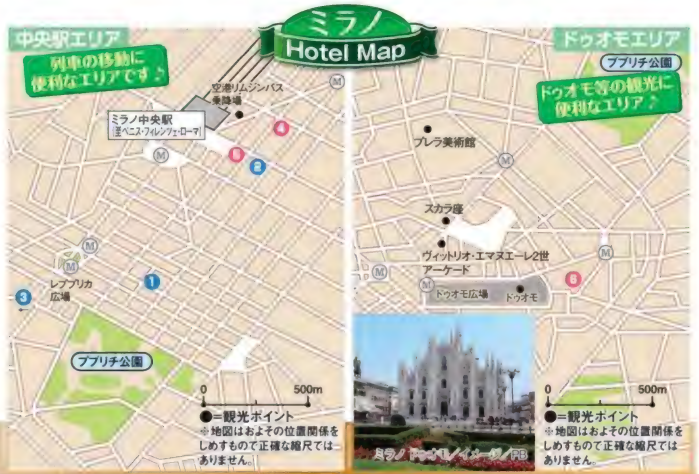 ミラノ
Hotel Map
中央駅エリア
列車の移動に
便利なエリアです♪
空港リムジンバス
乗降場
ミラノ中央駅
[至ベニス・フィレンツェ・ローマ]
M
4
5
2
M
M
M
レプブリカ
広場
1
3
プブリチ公園
0 500m
●=観光ポイント
※地図はおよその位置関係を
しめすもので正確な縮尺では
ありません。
ドゥオモエリア
プブリチ公園
ドゥオモ等の観光に
便利なエリア♪
ブレラ美術館
M
スカラ座
ヴィットリオ・エマヌエーレ2世
アーケード
M
M
M
6
ドゥオモ広場
ドゥオモ
ミラノ ドゥオモ/イメージ/FB
0 500m
●=観光ポイント
※地図はおよその位置関係を
しめすもので正確な縮尺では
ありません。